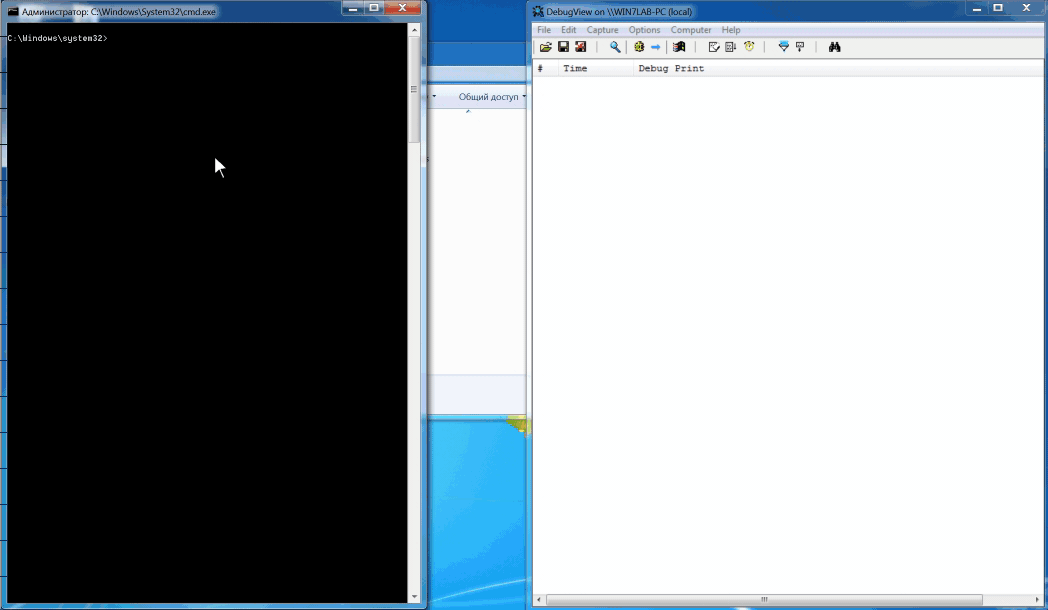 Администратор: C:\Windows\System32\cmd.exe
C:\Windows\system32>
Общий доступ
DebugView on \\WIN7LAB-PC (local)
File Edit Capture Options Computer Help
# Time Debug Print